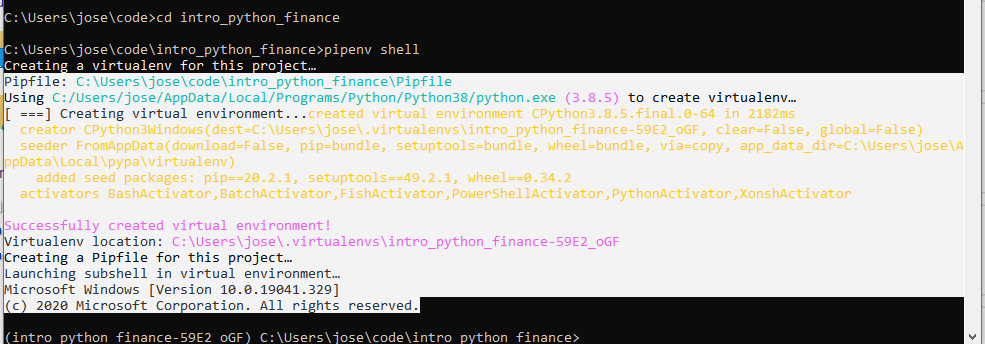 C:\Users\jose\code>cd intro_python_finance
C:\Users\jose\code\intro_python_finance>pipenv shell
Creating a virtualenv for this project…
Pipfile: C:\Users\jose\code\intro_python_finance\Pipfile
Using C:/Users/jose/AppData/Local/Programs/Python/Python38/python.exe (3.8.5) to create virtualenv…
[ ===] Creating virtual environment...created virtual environment CPython3.8.5.final.0-64 in 2182ms
  creator CPython3Windows(dest=C:\Users\jose\.virtualenvs\intro_python_finance-59E2_oGF, clear=False, global=False)
  seeder FromAppData(download=False, pip=bundle, setuptools=bundle, wheel=bundle, via=copy, app_data_dir=C:\Users\jose\A
ppData\Local\pypa\virtualenv)
    added seed packages: pip==20.2.1, setuptools==49.2.1, wheel==0.34.2
  activators BashActivator,BatchActivator,FishActivator,PowerShellActivator,PythonActivator,XonshActivator
Successfully created virtual environment!
Virtualenv location: C:\Users\jose\.virtualenvs\intro_python_finance-59E2_oGF
Creating a Pipfile for this project…
Launching subshell in virtual environment…
Microsoft Windows [Version 10.0.19041.329]
(c) 2020 Microsoft Corporation. All rights reserved.
(intro_python_finance-59E2_oGF) C:\Users\jose\code\intro_python_finance>